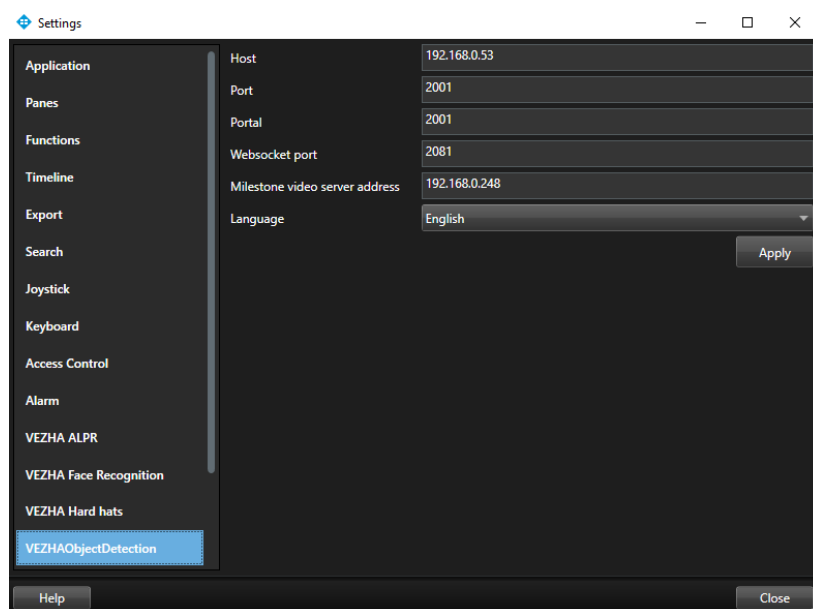 Settings
Application
Panes
Functions
Timeline
Export
Search
Joystick
Keyboard
Access Control
Alarm
VEZHA ALPR
VEZHA Face Recognition
VEZHA Hard hats
VEZHAObjectDetection
Host 192.168.0.53
Port 2001
Portal 2001
Websocket port 2081
Milestone video server address 192.168.0.248
Language English
Apply
Help Close